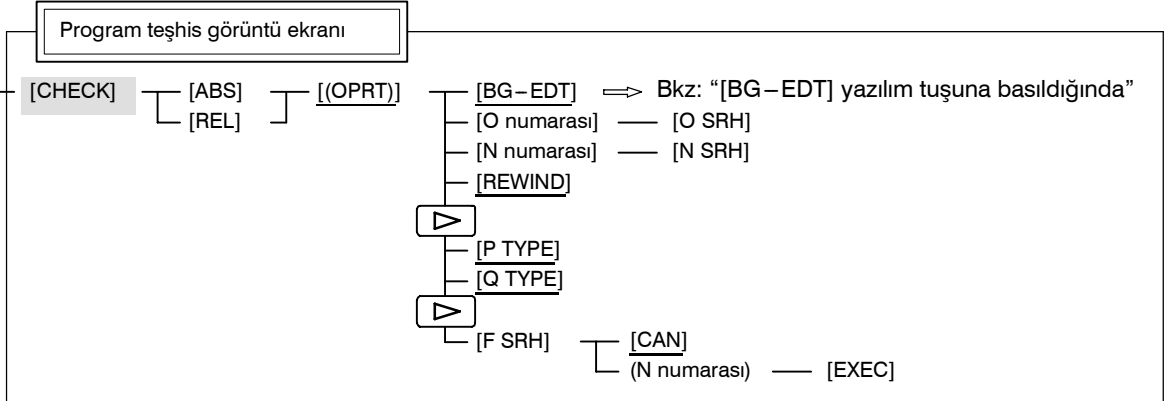 Program teşhis görüntü ekranı
[CHECK] [ABS] [(OPRT)] [BG−EDT] Bkz: “[BG−EDT] yazılım tuşuna basıldığında”
[REL] [O numarası] [O SRH]
[N numarası] [N SRH]
[REWIND]
[P TYPE]
[Q TYPE]
[F SRH] [CAN]
(N numarası) [EXEC]